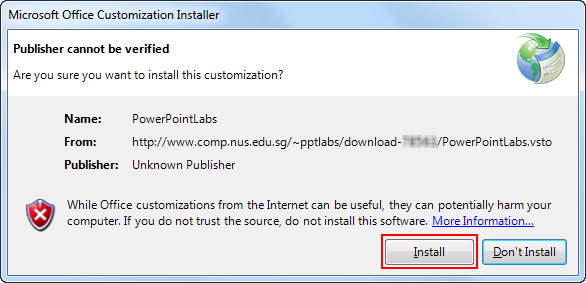 Microsoft Office Customization Installer
Publisher cannot be verified
Are you sure you want to install this customization?
Name: PowerPointLabs
From: http://www.comp.nus.edu.sg/~pptlabs/download- /PowerPointLabs.vsto
Publisher: Unknown Publisher
While Office customizations from the Internet can be useful, they can potentially harm your
computer. If you do not trust the source, do not install this software. More Information...
Install Don't Install